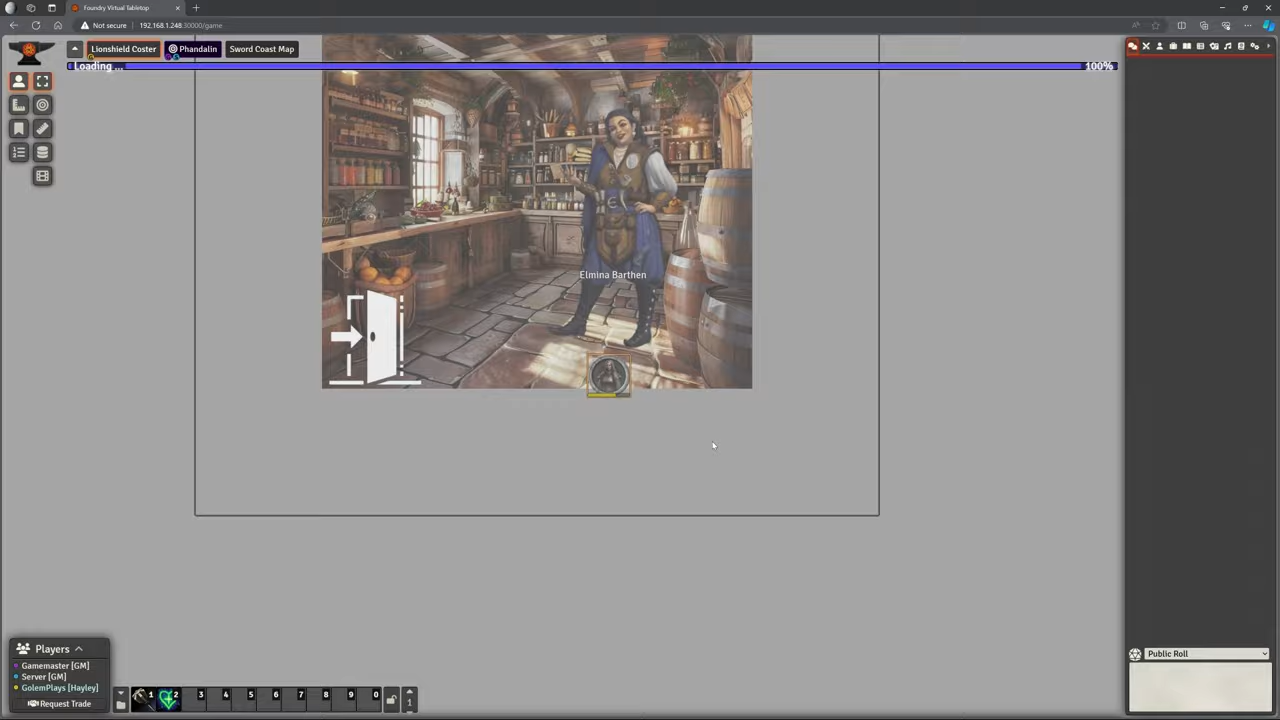 Foundry Virtual Tabletop
Not secure
192.168.1.248:30000/game
Lionshield Coster
Phandalin
Sword Coast Map
Loading ...
100%
Elmina Barthen
Players
Gamemaster [GM]
Server [GM]
GolemPlays [Hayley]
Request Trade
1 2 3 4 5 6 7 8 9 0
1
Public Roll